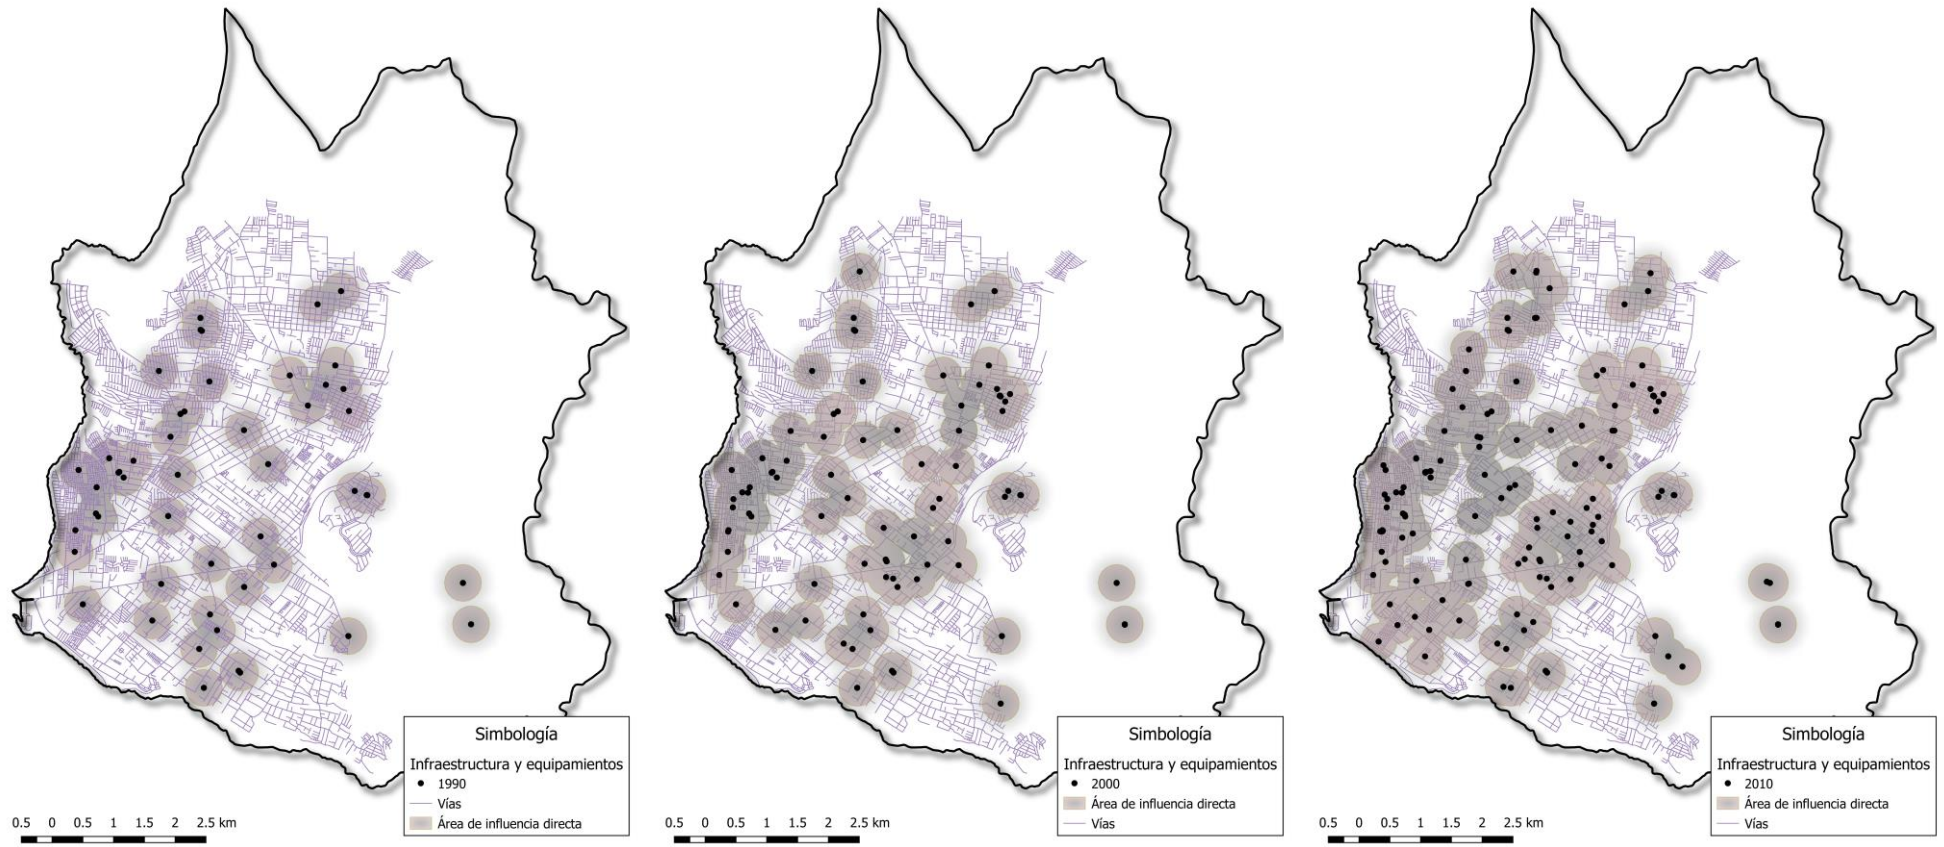 Simbología
Infraestructura y equipamientos
1990
Vías
Área de influencia directa
0.5 0 0.5 1 1.5 2 2.5 km
Simbología
Infraestructura y equipamientos
2000
Área de influencia directa
Vías
0.5 0 0.5 1 1.5 2 2.5 km
Simbología
Infraestructura y equipamientos
2010
Área de influencia directa
Vías
0.5 0 0.5 1 1.5 2 2.5 km